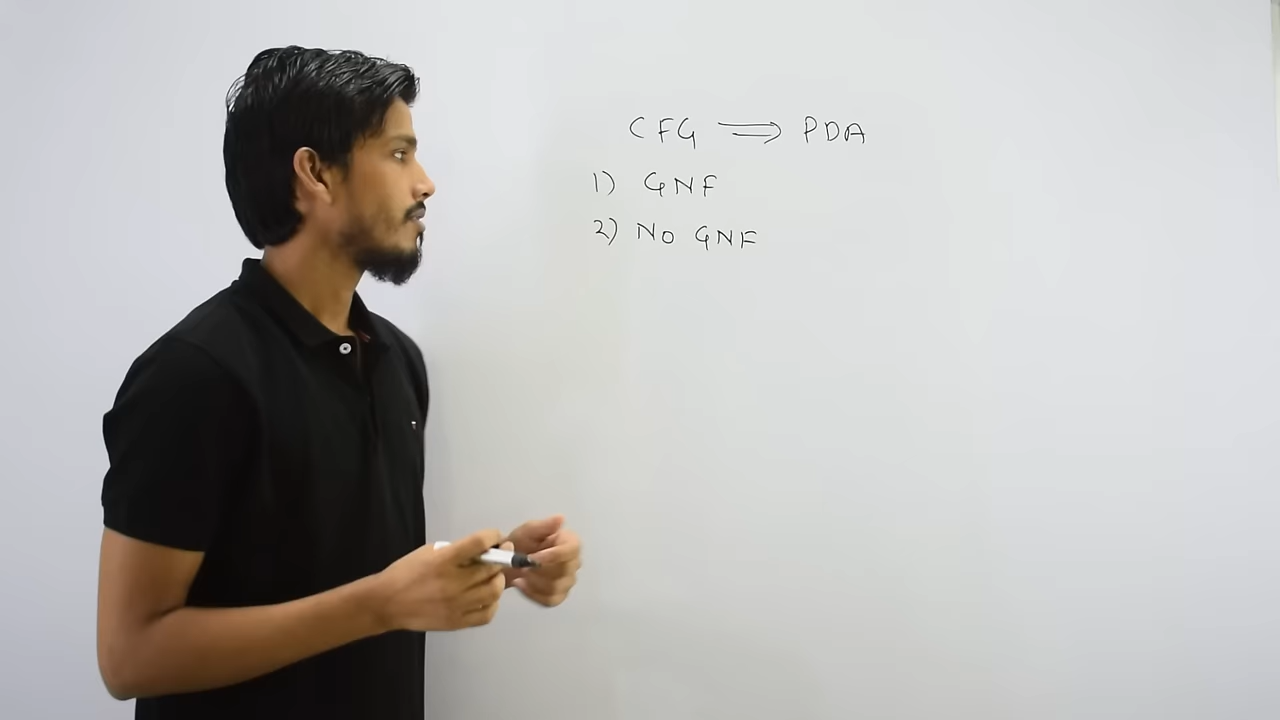 CFG ⇒ PDA
1) GNF
2) NO GNF